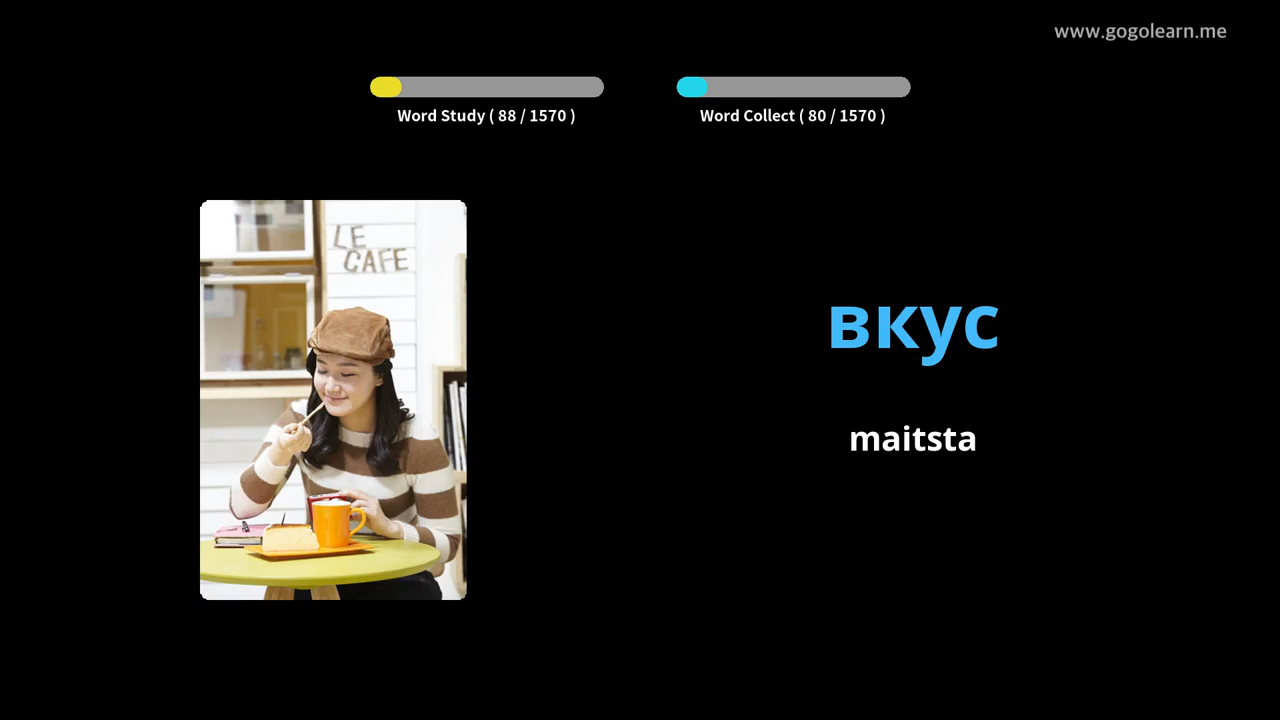 www.gogolearn.me
Word Study ( 88 / 1570 )
Word Collect ( 80 / 1570 )
LE
CAFE
вкус
maitsta